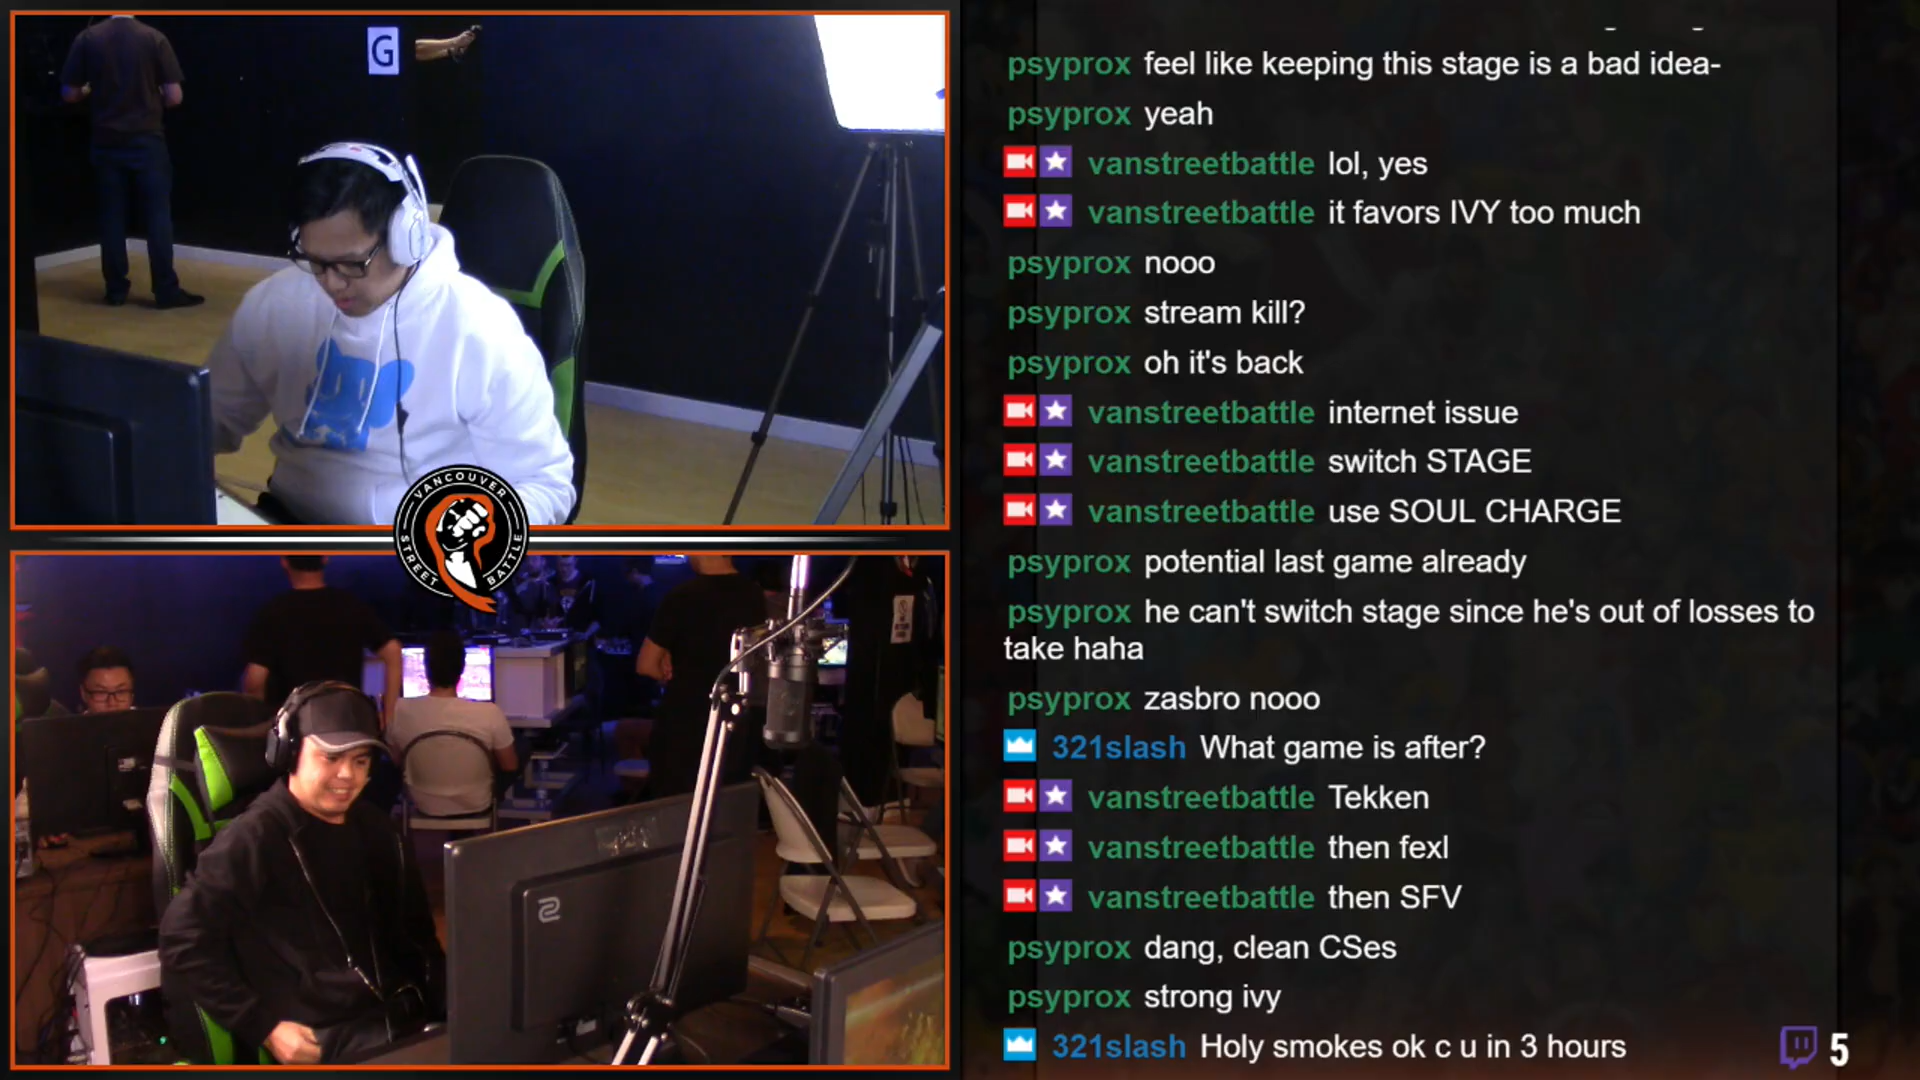 G
VANCOUVER
STREET BATTLE
psyprox feel like keeping this stage is a bad idea-
psyprox yeah
vanstreetbattle lol, yes
vanstreetbattle it favors IVY too much
psyprox nooo
psyprox stream kill?
psyprox oh it's back
vanstreetbattle internet issue
vanstreetbattle switch STAGE
vanstreetbattle use SOUL CHARGE
psyprox potential last game already
psyprox he can't switch stage since he's out of losses to
take haha
psyprox zasbro nooo
321slash What game is after?
vanstreetbattle Tekken
vanstreetbattle then fexl
vanstreetbattle then SFV
psyprox dang, clean CSes
psyprox strong ivy
321slash Holy smokes ok c u in 3 hours
5